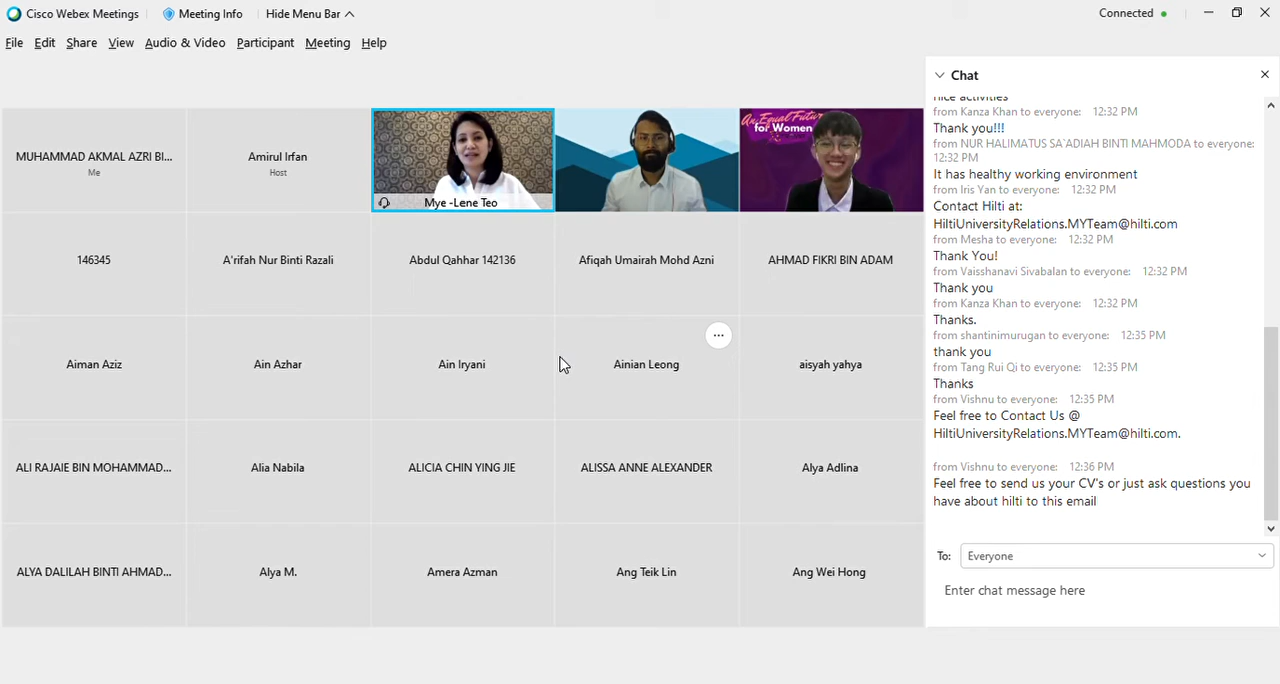 Cisco Webex Meetings
Meeting Info
Hide Menu Bar
Connected
File Edit Share View Audio & Video Participant Meeting Help
MUHAMMAD AKMAL AZRI BI...
Me
Amirul Irfan
Host
Mye -Lene Teo
An Equal Futu
for Women
146345
A'rifah Nur Binti Razali
Abdul Qahhar 142136
Afiqah Umairah Mohd Azni
AHMAD FIKRI BIN ADAM
Aiman Aziz
Ain Azhar
Ain Iryani
Ainian Leong
aisyah yahya
ALI RAJAIE BIN MOHAMMAD...
Alia Nabila
ALICIA CHIN YING JIE
ALISSA ANNE ALEXANDER
Alya Adlina
ALYA DALILAH BINTI AHMAD...
Alya M.
Amera Azman
Ang Teik Lin
Ang Wei Hong
Chat
nice activities
from Kanza Khan to everyone: 12:32 PM
Thank you!!!
from NUR HALIMATUS SA`ADIAH BINTI MAHMODA to everyone:
12:32 PM
It has healthy working environment
from Iris Yan to everyone: 12:32 PM
Contact Hilti at:
HiltiUniversityRelations.MYTeam@hilti.com
from Mesha to everyone: 12:32 PM
Thank You!
from Vaisshanavi Sivabalan to everyone: 12:32 PM
Thank you
from Kanza Khan to everyone: 12:32 PM
Thanks.
from shantinimurugan to everyone: 12:35 PM
thank you
from Tang Rui Qi to everyone: 12:35 PM
Thanks
from Vishnu to everyone: 12:35 PM
Feel free to Contact Us @
HiltiUniversityRelations.MYTeam@hilti.com.
from Vishnu to everyone: 12:36 PM
Feel free to send us your CV's or just ask questions you
have about hilti to this email
To: Everyone
Enter chat message here